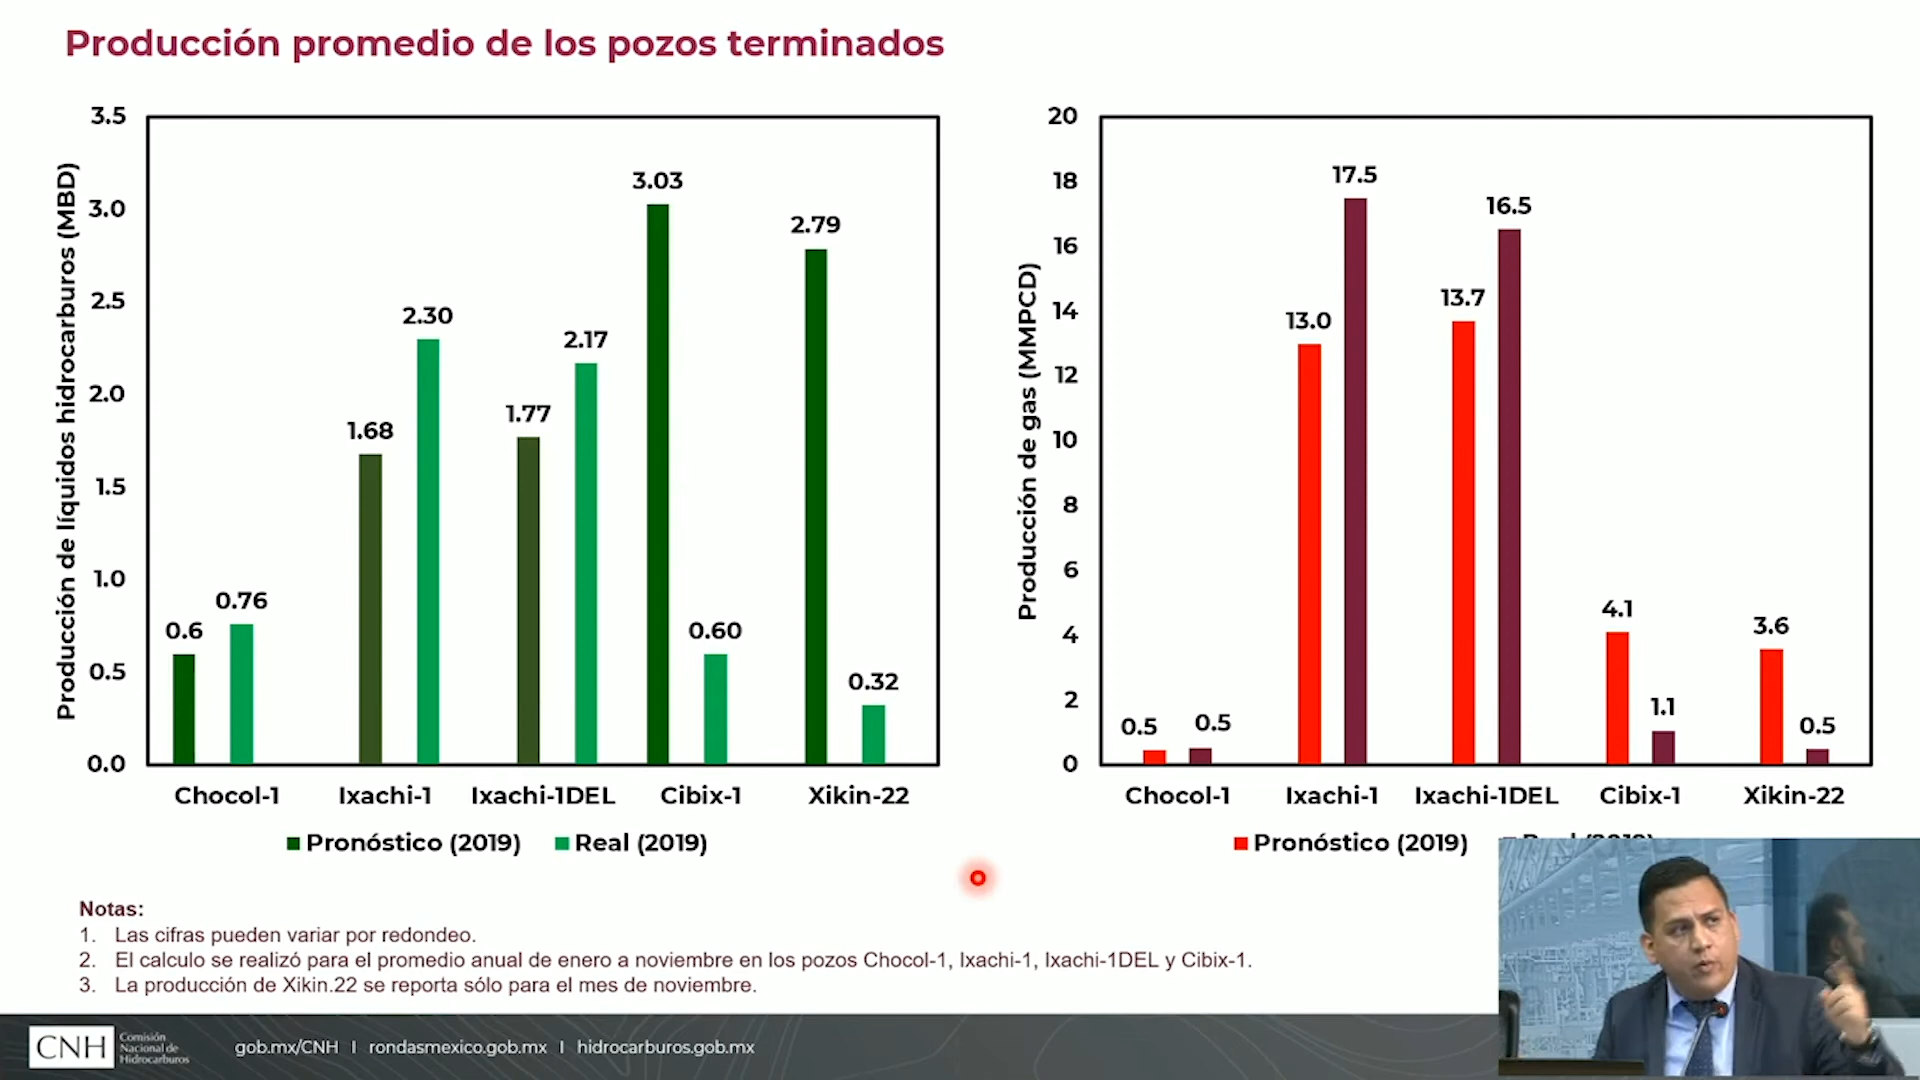 Producción promedio de los pozos terminados
Producción de líquidos hidrocarburos (MBD)
3.5
3.0
2.5
2.0
1.5
1.0
0.5
0.0
0.6
0.76
1.68
2.30
1.77
2.17
3.03
0.60
2.79
0.32
Chocol-1 Ixachi-1 Ixachi-1DEL Cibix-1 Xikin-22
Pronóstico (2019) Real (2019)
Producción de gas (MMPCD)
20
18
16
14
12
10
8
6
4
2
0
0.5
0.5
13.0
17.5
13.7
16.5
4.1
1.1
3.6
0.5
Chocol-1 Ixachi-1 Ixachi-1DEL Cibix-1 Xikin-22
Pronóstico (2019)
Notas:
1. Las cifras pueden variar por redondeo.
2. El calculo se realizó para el promedio anual de enero a noviembre en los pozos Chocol-1, Ixachi-1, Ixachi-1DEL y Cibix-1.
3. La producción de Xikin.22 se reporta sólo para el mes de noviembre.
CNH
Comisión
Nacional de
Hidrocarburos
gob.mx/CNH I rondasmexico.gob.mx I hidrocarburos.gob.mx